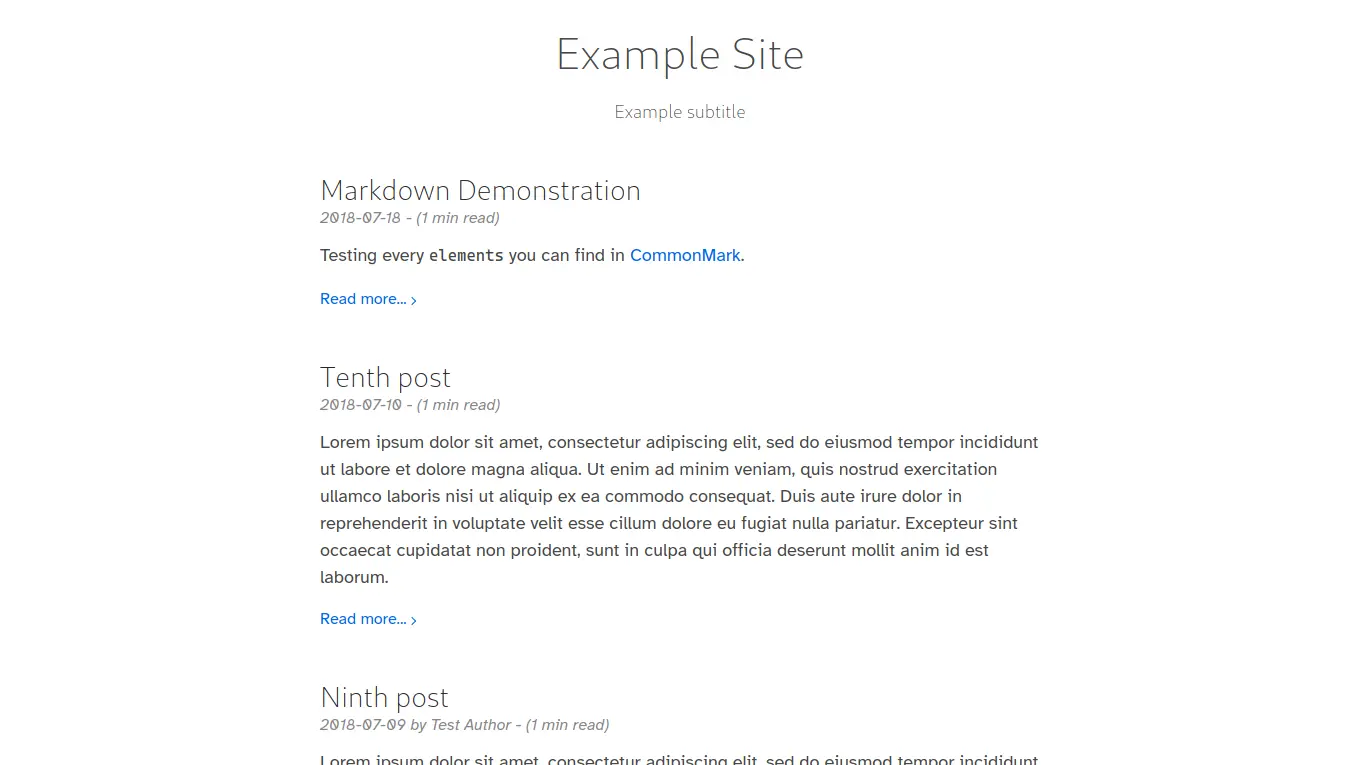 Example Site
Example subtitle
Markdown Demonstration
2018-07-18 - (1 min read)
Testing every elements you can find in CommonMark.
Read more... ›
Tenth post
2018-07-10 - (1 min read)
Lorem ipsum dolor sit amet, consectetur adipiscing elit, sed do eiusmod tempor incididunt
ut labore et dolore magna aliqua. Ut enim ad minim veniam, quis nostrud exercitation
ullamco laboris nisi ut aliquip ex ea commodo consequat. Duis aute irure dolor in
reprehenderit in voluptate velit esse cillum dolore eu fugiat nulla pariatur. Excepteur sint
occaecat cupidatat non proident, sunt in culpa qui officia deserunt mollit anim id est
laborum.
Read more... ›
Ninth post
2018-07-09 by Test Author - (1 min read)
Lorem ipsum dolor sit amet, consectetur adipiscing elit, sed do eiusmod tempor incididunt